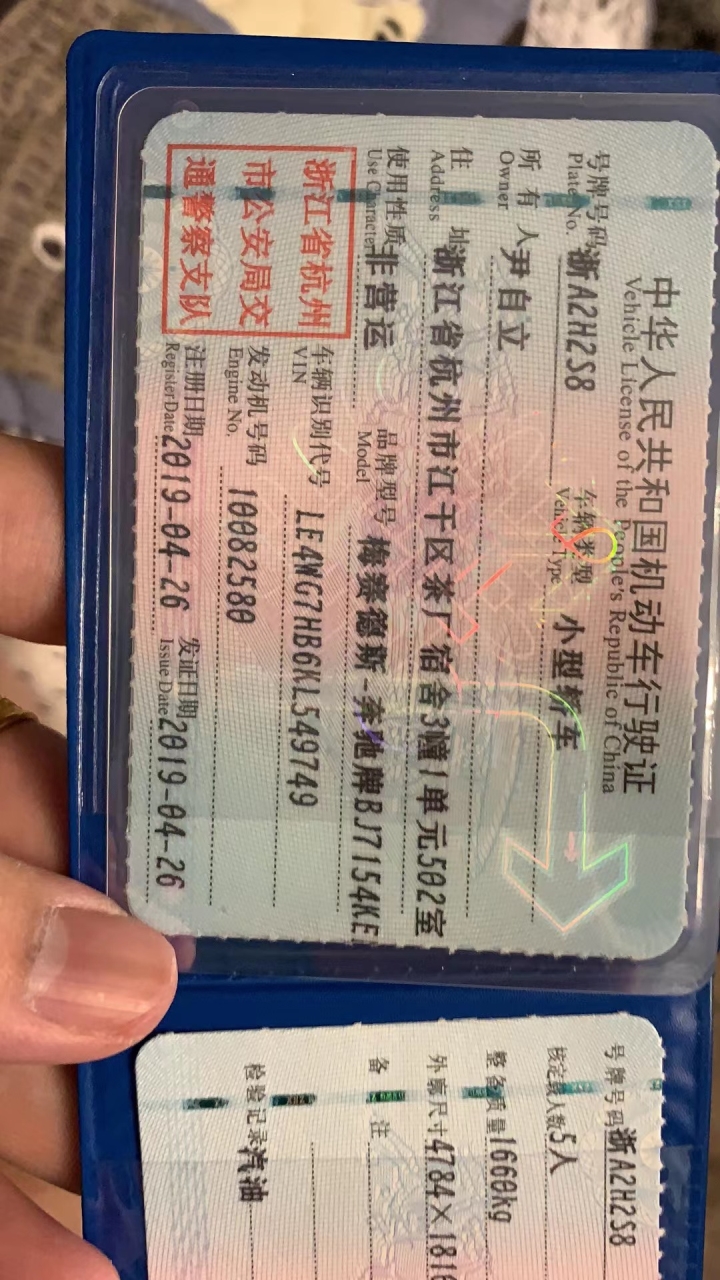 中华人民共和国机动车行驶证
Vehicle License of the People's Republic of China
号牌号码 浙A2H2S8 车辆类型 小型轿车
Plate No. Vehicle Type
所有人 尹自立
Owner
住址 浙江省杭州市江干区茶厂宿舍3幢1单元502室
Address
使用性质 非营运 品牌型号 梅赛德斯-奔驰牌BJ7154KE
Use Character Model
浙江省杭州
市公安局交
通警察支队
车辆识别代号 LE4WG7HB6KL549749
VIN
发动机号码 10082580
Engine No.
注册日期 2019-04-26 发证日期 2019-04-26
Register Date Issue Date
号牌号码 浙A2H2S8
核定载人数 5人
整备质量 1660kg
外廓尺寸 4784×1810
备注
检验记录 汽油